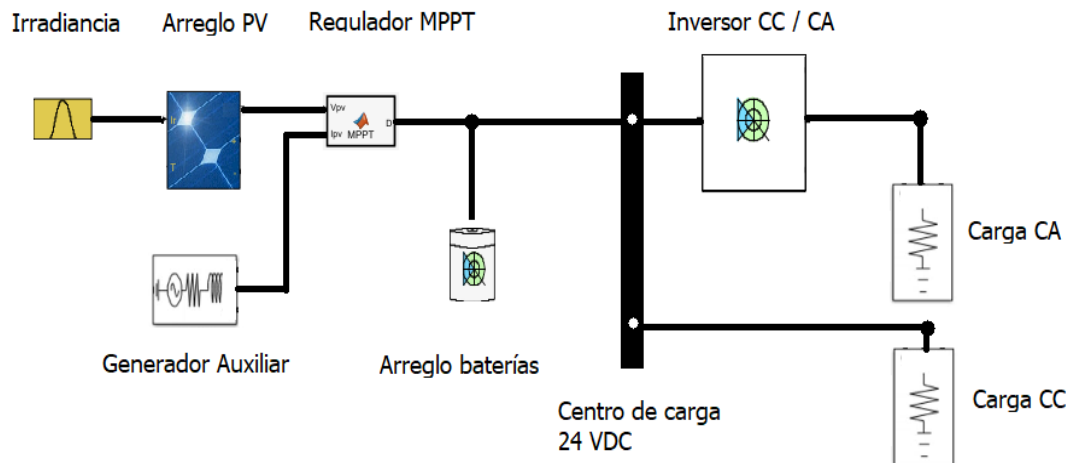 Irradiancia
Arreglo PV
Regulador MPPT
Inversor CC / CA
Ir
T
+
-
Vpv
Ipv
MPPT
D
Carga CA
Generador Auxiliar
Arreglo baterías
Centro de carga
24 VDC
Carga CC